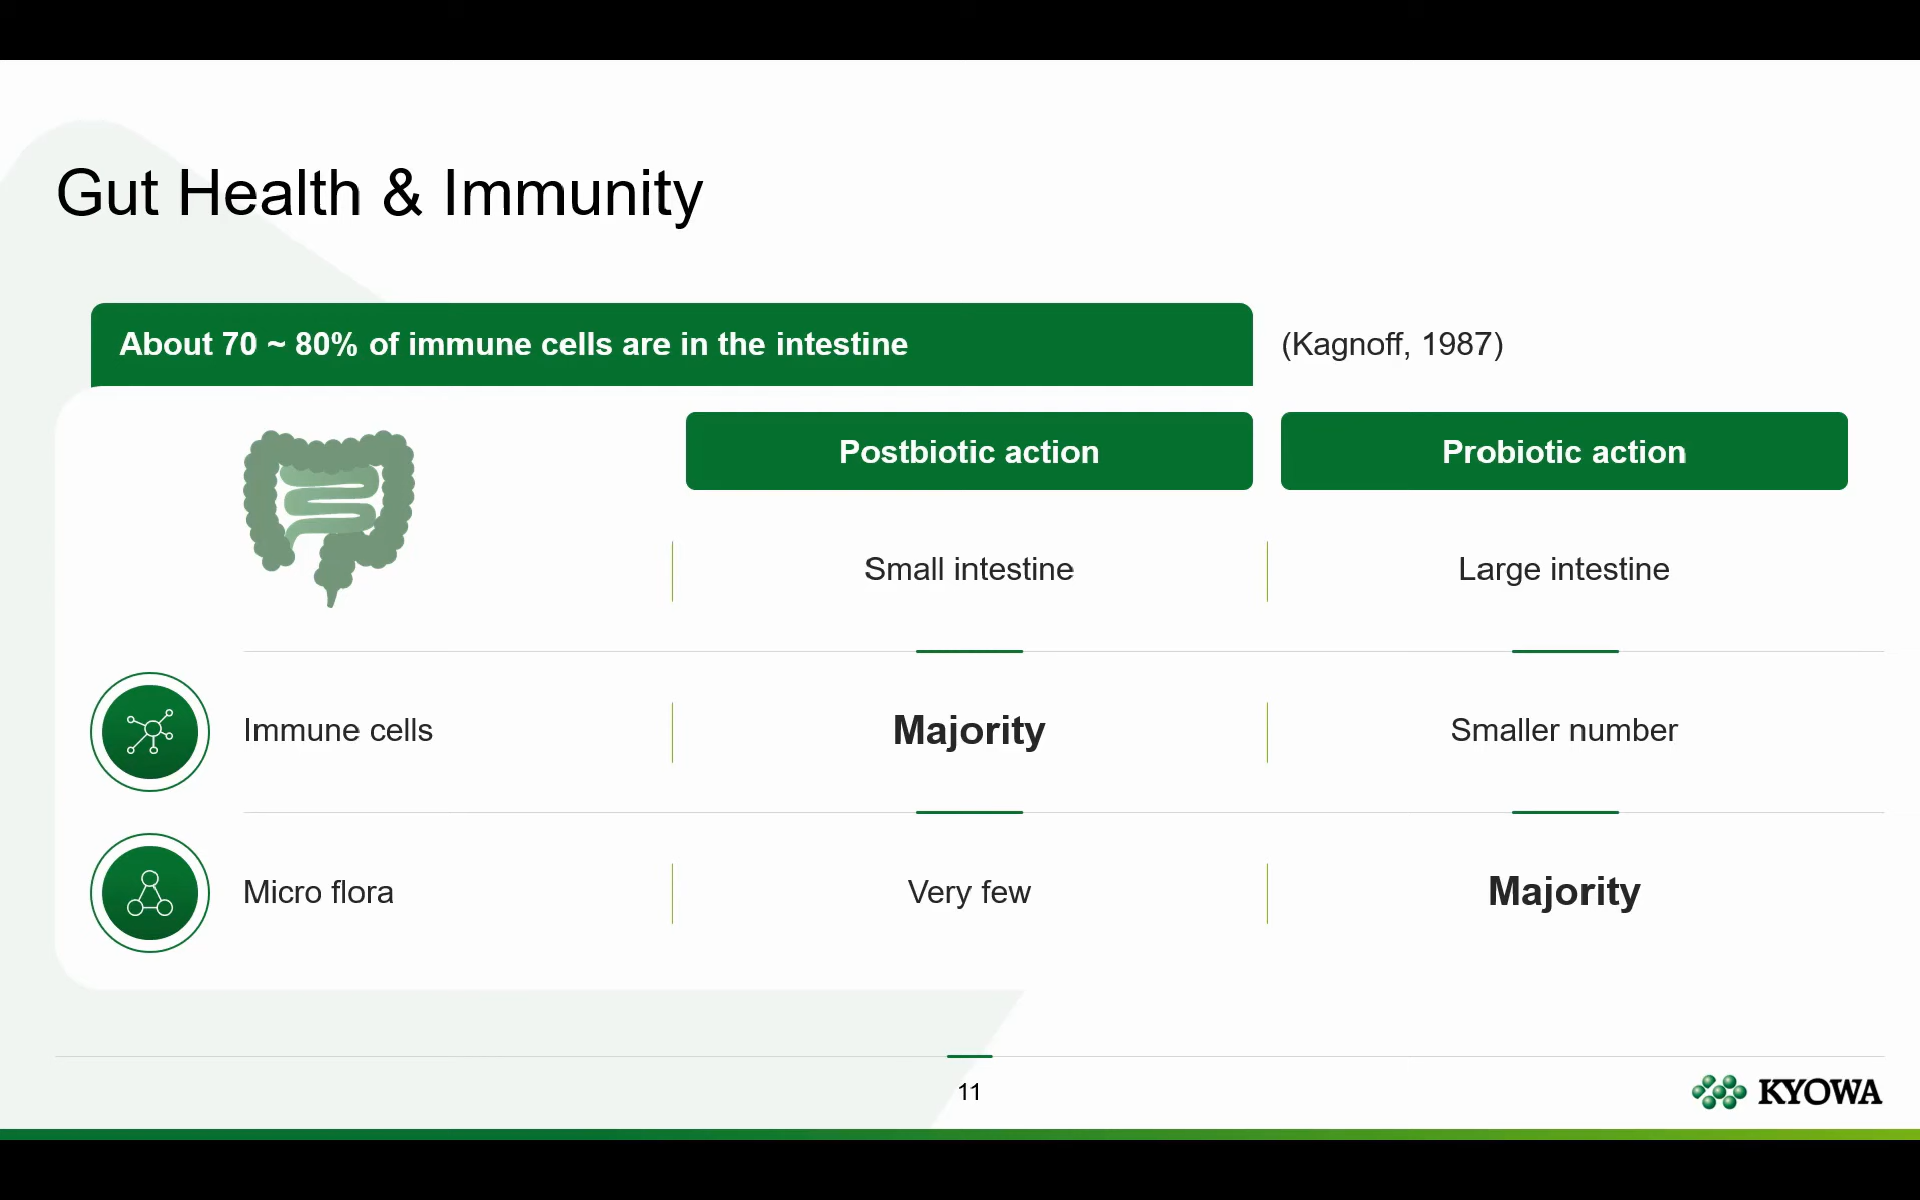 Gut Health & Immunity
About 70 ~ 80% of immune cells are in the intestine
(Kagnoff, 1987)
Postbiotic action
Probiotic action
Small intestine
Large intestine
Immune cells
Majority
Smaller number
Micro flora
Very few
Majority
11
KYOWA